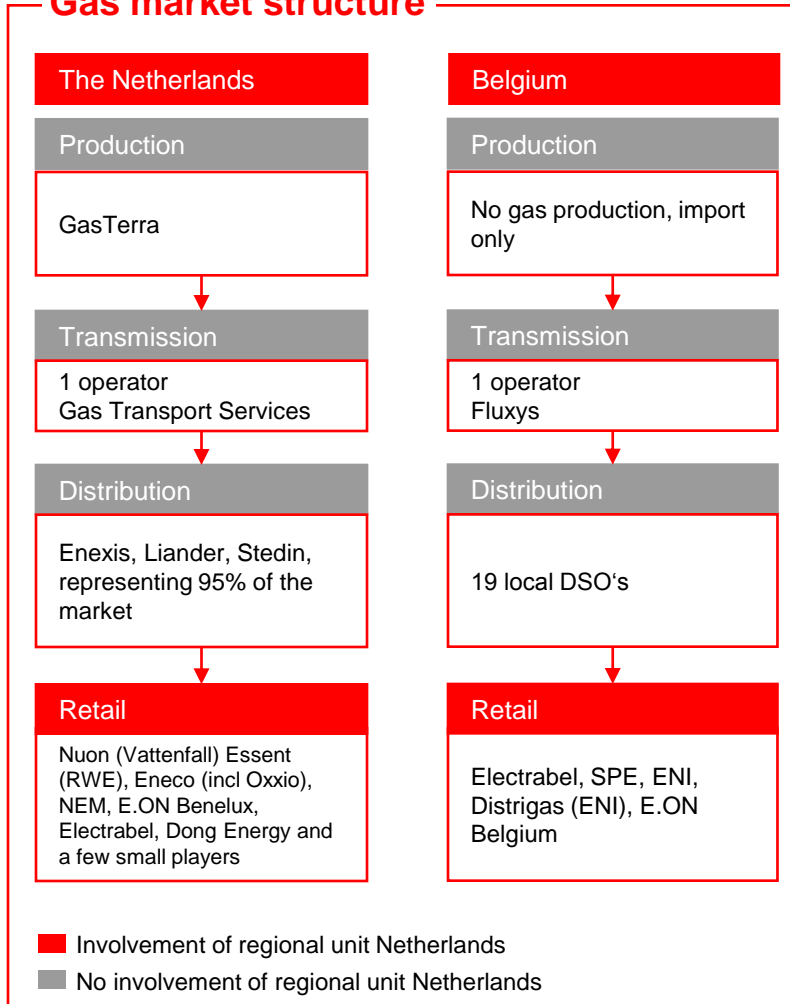 Gas market structure
The Netherlands
Production
GasTerra
Transmission
1 operator
Gas Transport Services
Distribution
Enexis, Liander, Stedin,
representing 95% of the
market
Retail
Nuon (Vattenfall) Essent
(RWE), Eneco (incl Oxxio),
NEM, E.ON Benelux,
Electrabel, Dong Energy and
a few small players
Belgium
Production
No gas production, import
only
Transmission
1 operator
Fluxys
Distribution
19 local DSO‘s
Retail
Electrabel, SPE, ENI,
Distrigas (ENI), E.ON
Belgium
Involvement of regional unit Netherlands
No involvement of regional unit Netherlands